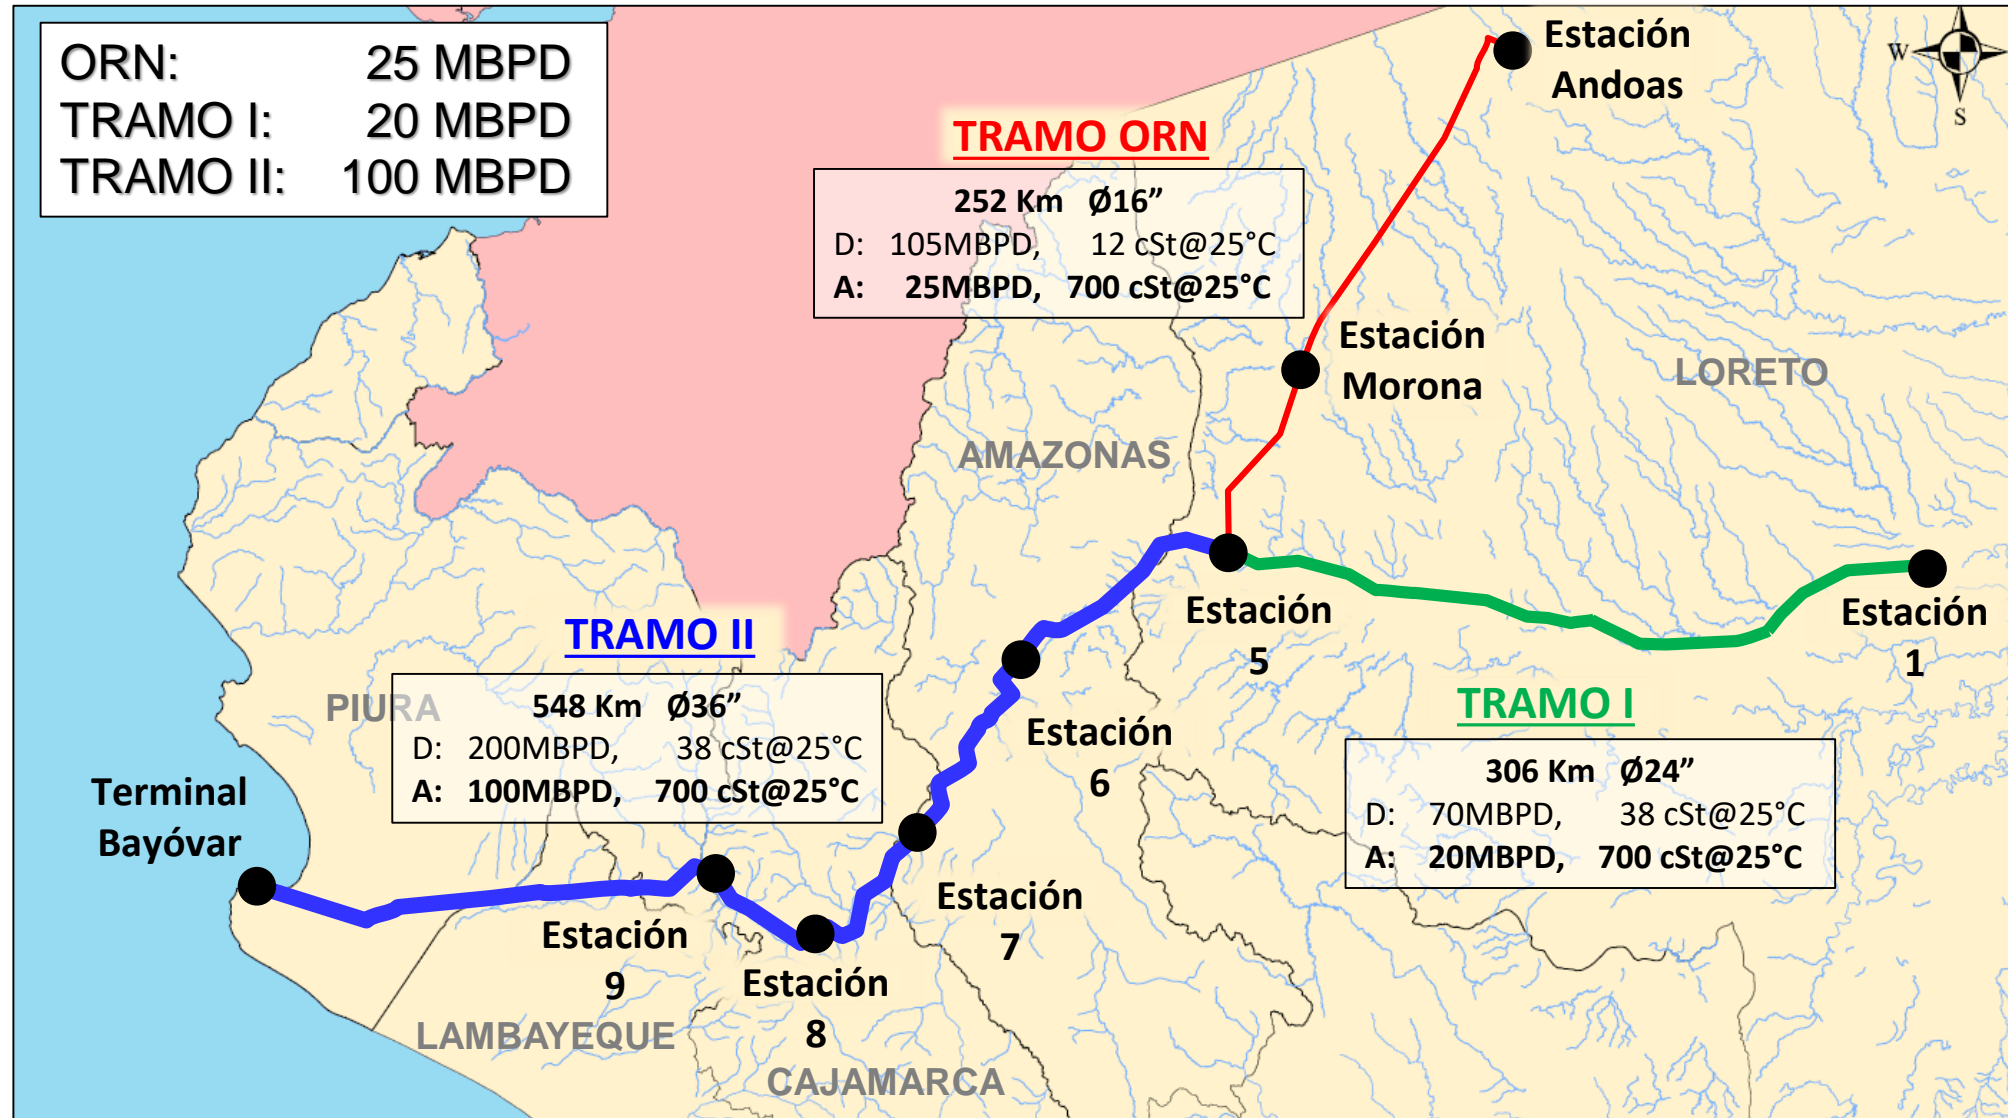 ORN: 25 MBPD
TRAMO I: 20 MBPD
TRAMO II: 100 MBPD
Estación
Andoas
W
S
TRAMO ORN
252 Km Ø16”
D: 105MBPD, 12 cSt@25°C
A: 25MBPD, 700 cSt@25°C
Estación
Morona
LORETO
AMAZONAS
Estación
5
Estación
1
TRAMO II
548 Km Ø36”
D: 200MBPD, 38 cSt@25°C
A: 100MBPD, 700 cSt@25°C
PIURA
TRAMO I
306 Km Ø24”
D: 70MBPD, 38 cSt@25°C
A: 20MBPD, 700 cSt@25°C
Estación
6
Terminal
Bayóvar
Estación
7
Estación
9
Estación
8
LAMBAYEQUE
CAJAMARCA